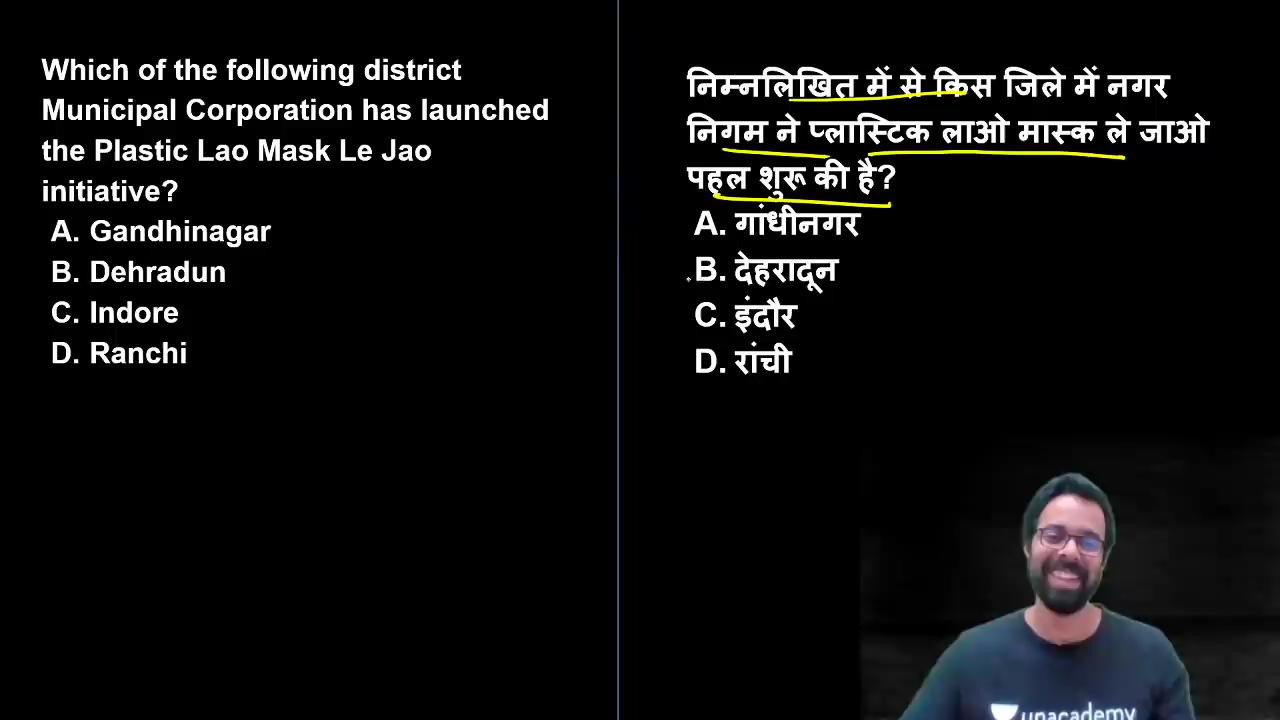 Which of the following district
Municipal Corporation has launched
the Plastic Lao Mask Le Jao
initiative?
A. Gandhinagar
B. Dehradun
C. Indore
D. Ranchi
निम्नलिखित में से किस जिले में नगर
निगम ने प्लास्टिक लाओ मास्क ले जाओ
पहल शुरू की है?
A. गांधीनगर
B. देहरादून
C. इंदौर
D. रांची
unacademy